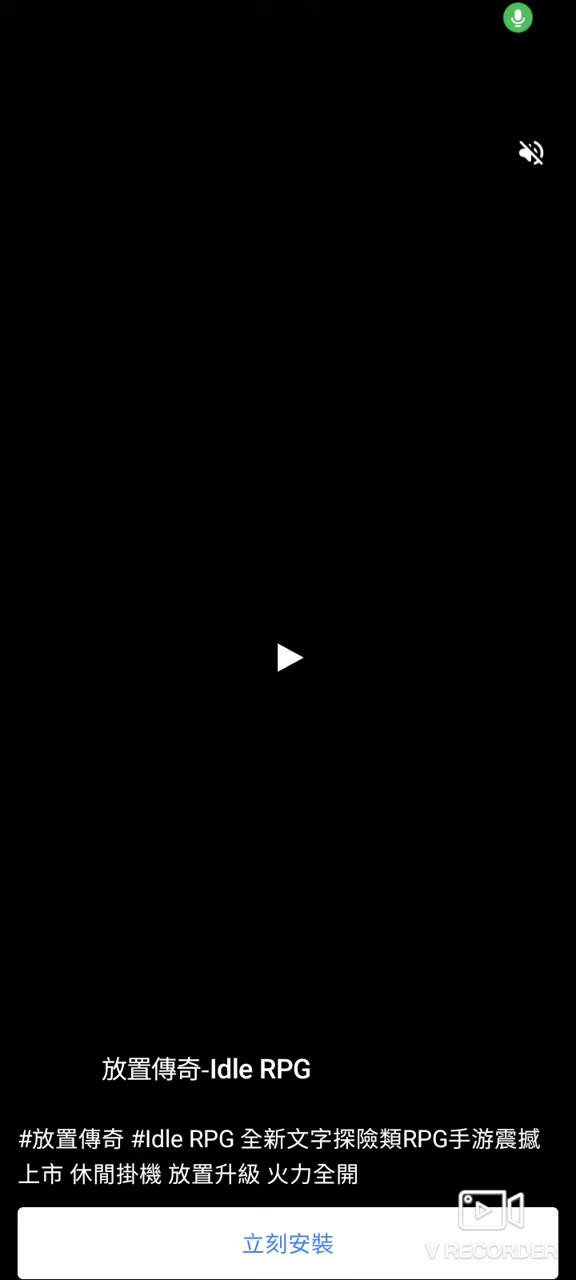 放置傳奇-Idle RPG
#放置傳奇 #Idle RPG 全新文字探險類RPG手游震撼
上市 休閒掛機 放置升級 火力全開
立刻安裝
V RECORDER